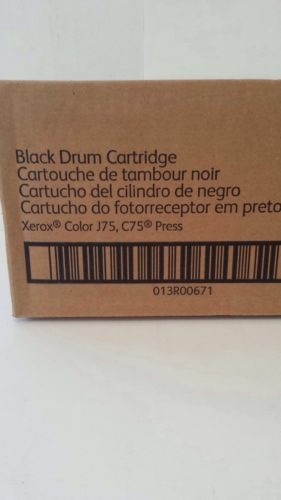 Black Drum Cartridge
Cartouche de tambour noir
Cartucho del cilindro de negro
Cartucho do fotorreceptor em preto
Xerox® Color J75, C75® Press
013R00671